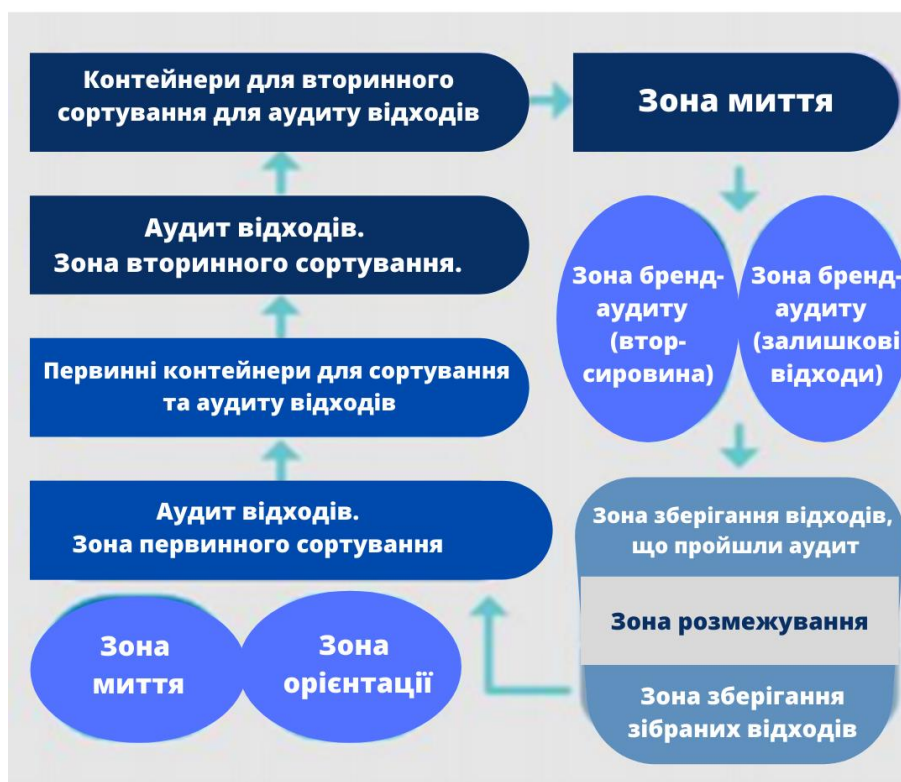 Контейнери для вторинного
сортування для аудиту відходів
Зона миття
Аудит відходів.
Зона вторинного сортування.
Зона бренд-
аудиту
(втор-
сировина)
Зона бренд-
аудиту
(залишкові
відходи)
Первинні контейнери для сортування
та аудиту відходів
Аудит відходів.
Зона первинного сортування
Зона зберігання відходів,
що пройшли аудит
Зона розмежування
Зона зберігання
зібраних відходів
Зона
миття
Зона
орієнтації